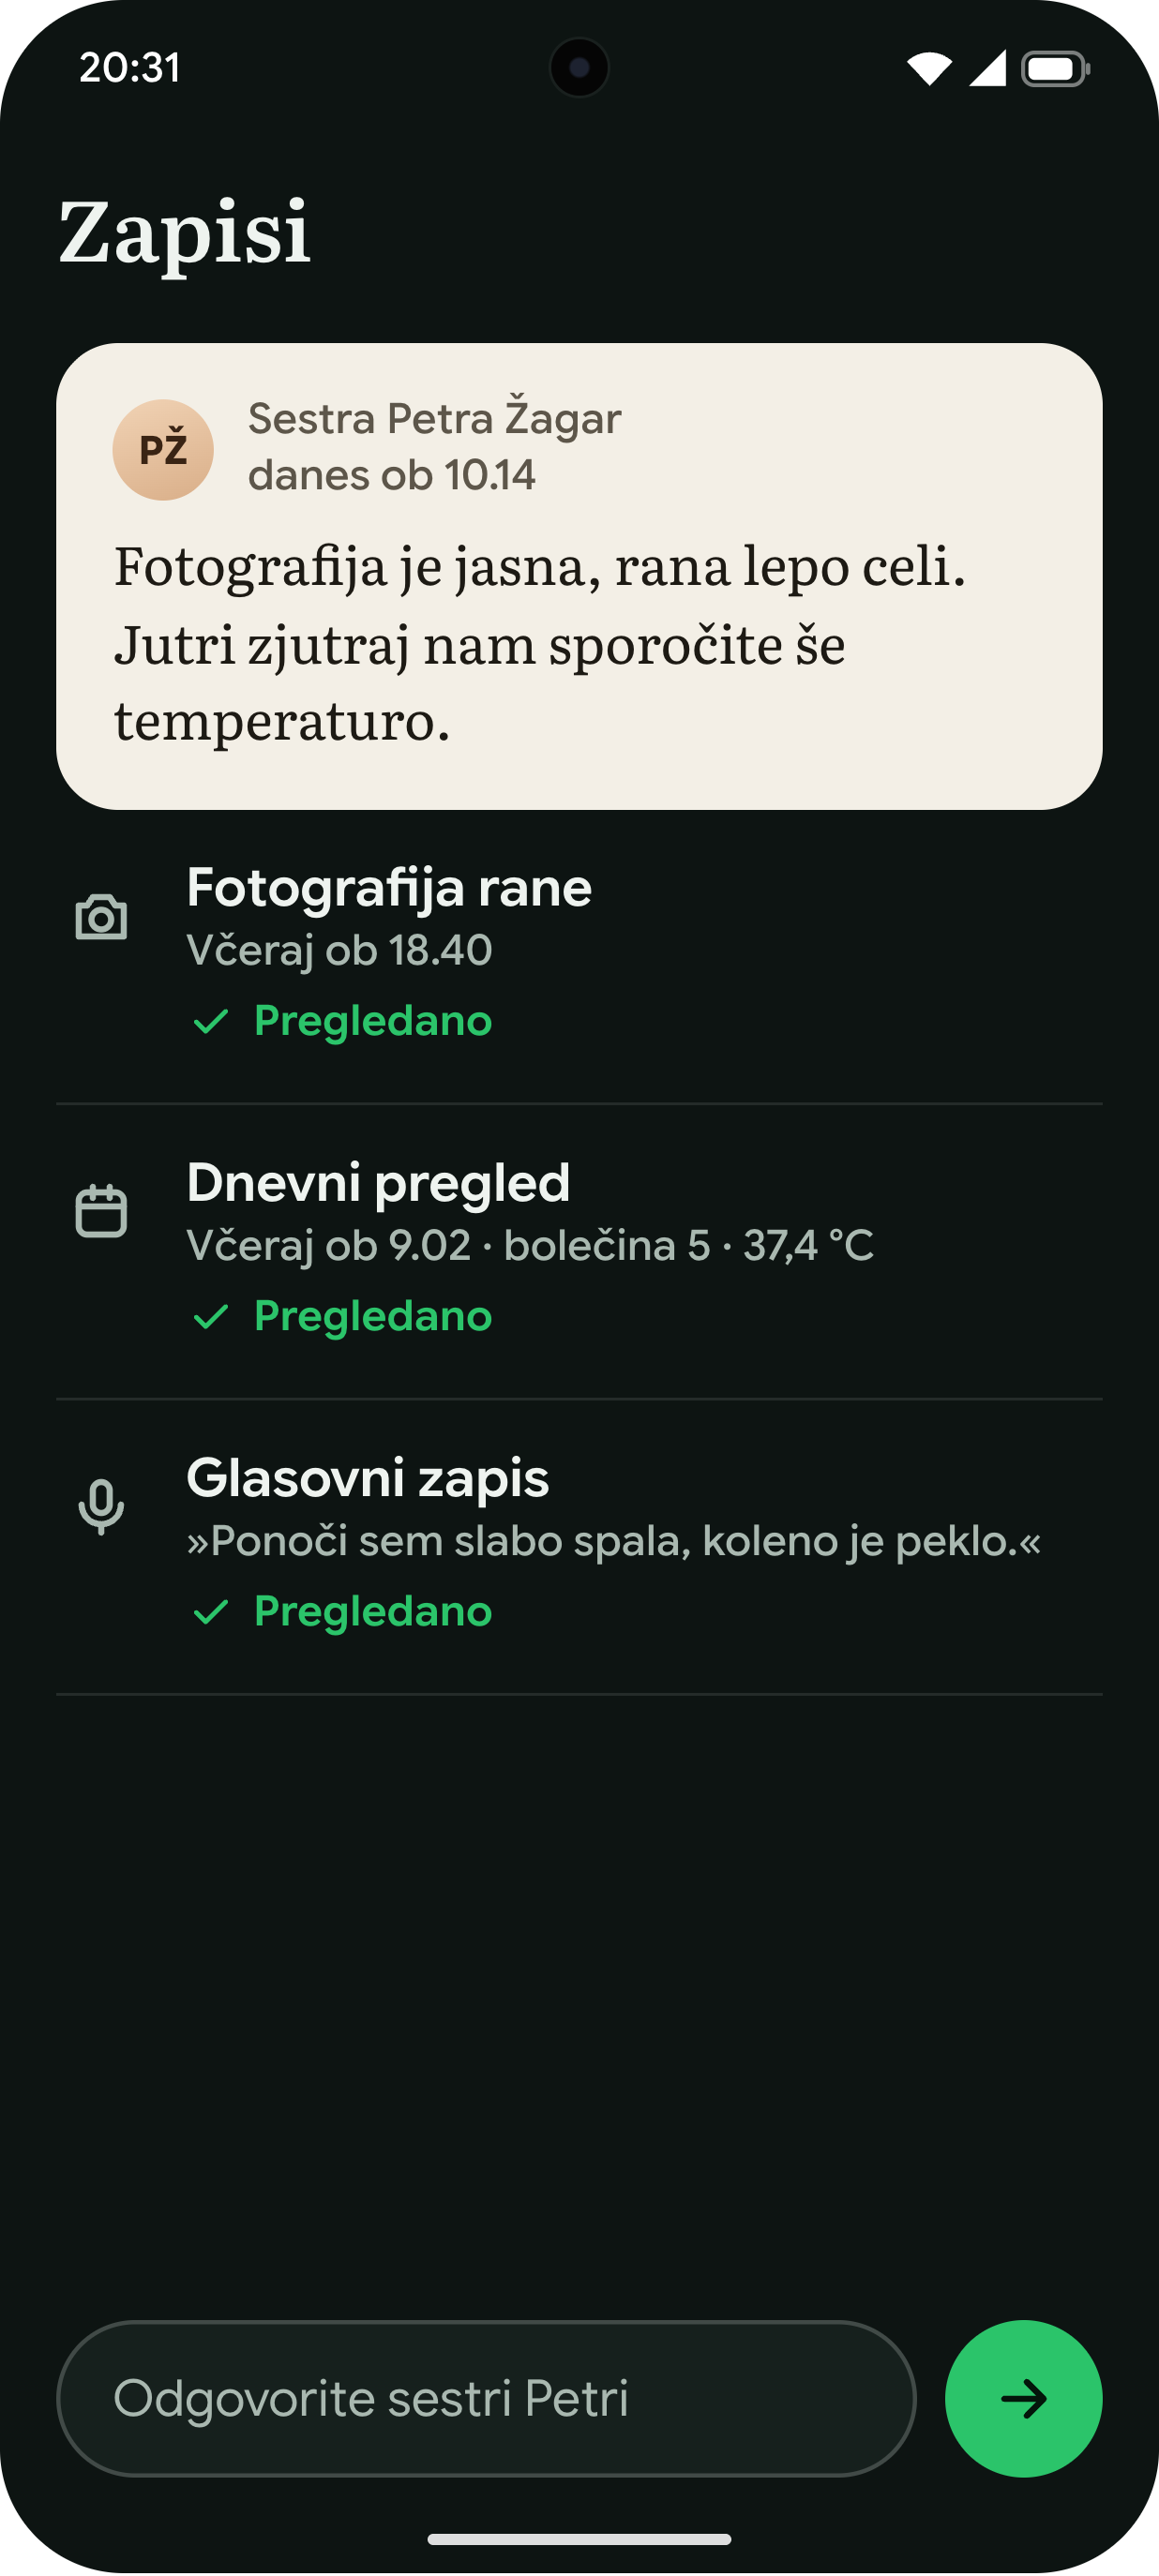 20:31
Zapisi
PŽ
Sestra Petra Žagar
danes ob 10.14
Fotografija je jasna, rana lepo celi.
Jutri zjutraj nam sporočite še
temperaturo.
Fotografija rane
Včeraj ob 18.40
Pregledano
Dnevni pregled
Včeraj ob 9.02 · bolečina 5 · 37,4 °C
Pregledano
Glasovni zapis
»Ponoči sem slabo spala, koleno je peklo.«
Pregledano
Odgovorite sestri Petri